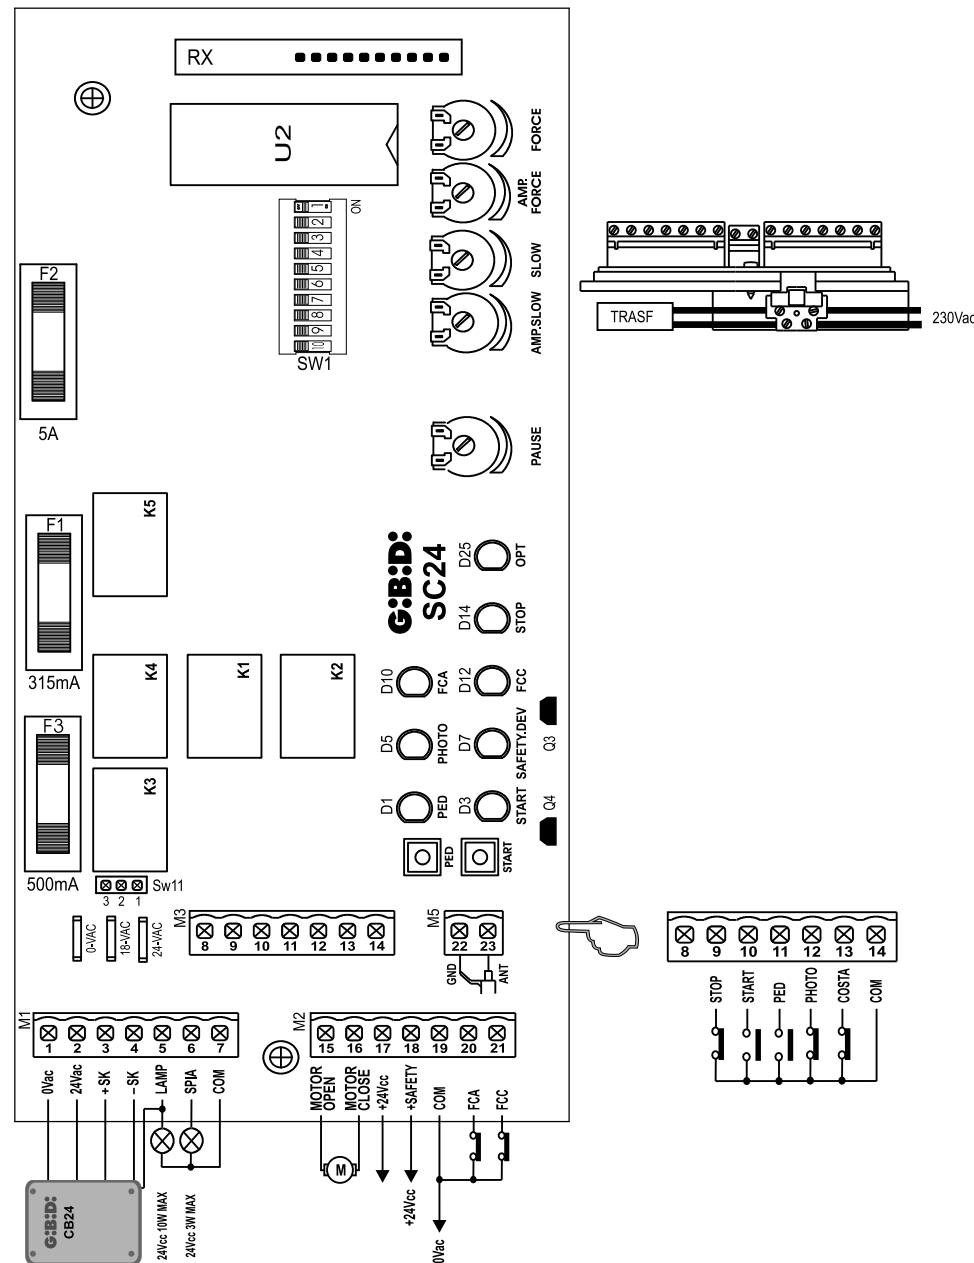 RX
U2
FORCE
AMP.
FORCE
SLOW
AMP.SLOW
PAUSE
ON
1
2
3
4
5
6
7
8
9
10
SW1
F2
5A
F1
315mA
F3
500mA
K5
K4
K1
K2
K3
G:B:D:
SC24
D25
OPT
D14
STOP
D10
FCA
D12
FCC
D5
PHOTO
D7
SAFETY.DEV
D1
PED
D3
START
Q3
Q4
PED
START
Sw11
3 2 1
0-VAC
18-VAC
24-VAC
M3
8 9 10 11 12 13 14
M5
22 23
GND
ANT
M1
1 2 3 4 5 6 7
0Vac
24Vac
+SK
–SK
LAMP
SPIA
COM
G:B:D:
CB24
24Vcc 10W MAX
24Vcc 3W MAX
M2
15 16 17 18 19 20 21
MOTOR
OPEN
MOTOR
CLOSE
+24Vcc
+SAFETY
COM
FCA
FCC
M
+24Vcc
0Vac
TRASF
230Vac
8 9 10 11 12 13 14
STOP
START
PED
PHOTO
COSTA
COM